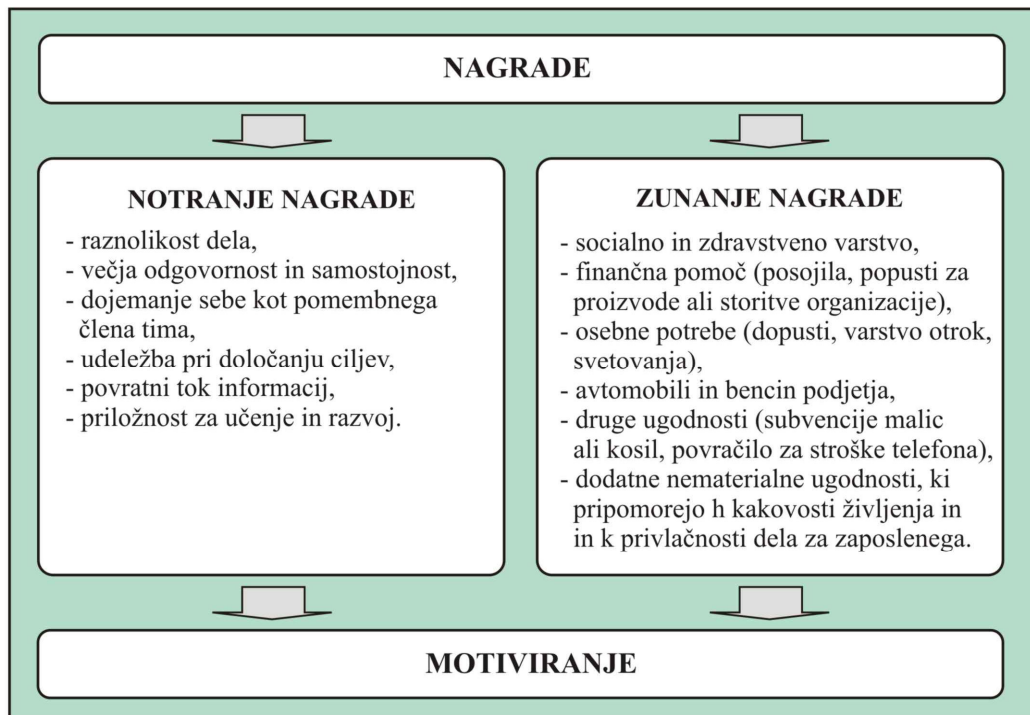 NAGRADE
NOTRANJE NAGRADE
- raznolikost dela,
- večja odgovornost in samostojnost,
- dojemanje sebe kot pomembnega
člena tima,
- udeležba pri določanju ciljev,
- povratni tok informacij,
- priložnost za učenje in razvoj.
ZUNANJE NAGRADE
- socialno in zdravstveno varstvo,
- finančna pomoč (posojila, popusti za
proizvode ali storitve organizacije),
- osebne potrebe (dopusti, varstvo otrok,
svetovanja),
- avtomobili in bencin podjetja,
- druge ugodnosti (subvencije malic
ali kosil, povračilo za stroške telefona),
- dodatne nematerialne ugodnosti, ki
pripomorejo h kakovosti življenja in
in k privlačnosti dela za zaposlenega.
MOTIVIRANJE